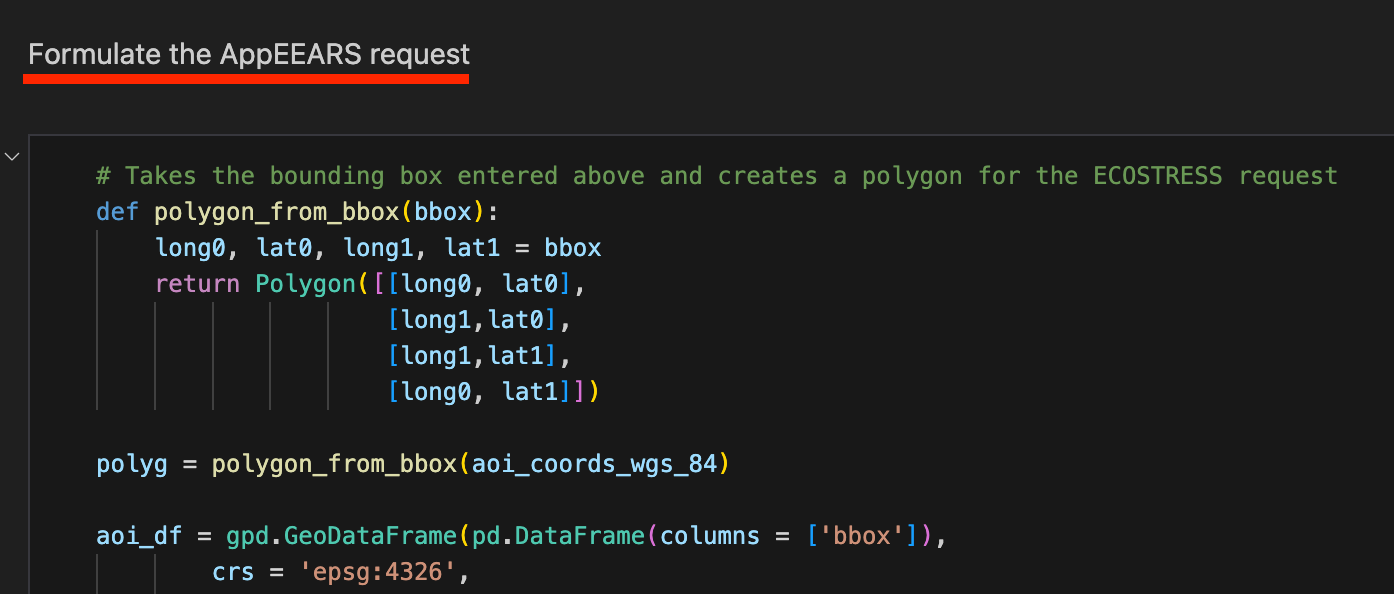 Formulate the AppEEARS request
# Takes the bounding box entered above and creates a polygon for the ECOSTRESS request
def polygon_from_bbox(bbox):
long0, lat0, long1, lat1 = bbox
return Polygon([[long0, lat0],
[long1,lat0],
[long1,lat1],
[long0, lat1]])
polyg = polygon_from_bbox(aoi_coords_wgs_84)
aoi_df = gpd.GeoDataFrame(pd.DataFrame(columns = ['bbox']),
crs = 'epsg:4326',